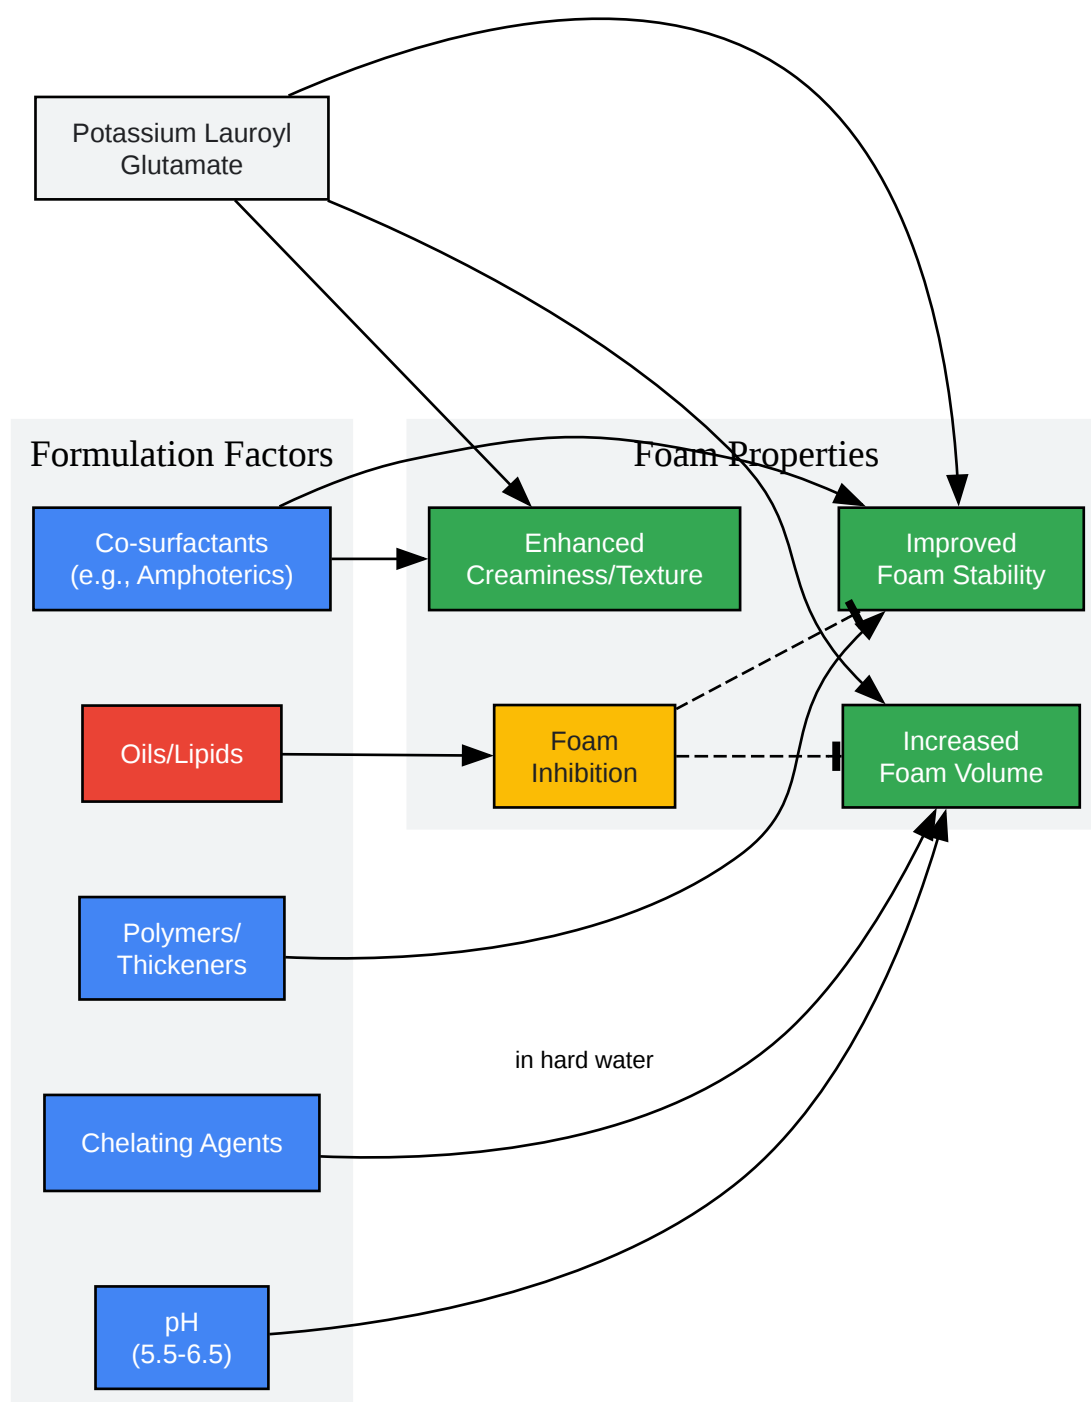 Potassium Lauroyl
Glutamate
Formulation Factors
Foam Properties
Co-surfactants
(e.g., Amphoterics)
Enhanced
Creaminess/Texture
Improved
Foam Stability
Oils/Lipids
Foam
Inhibition
Increased
Foam Volume
Polymers/
Thickeners
in hard water
Chelating Agents
pH
(5.5-6.5)